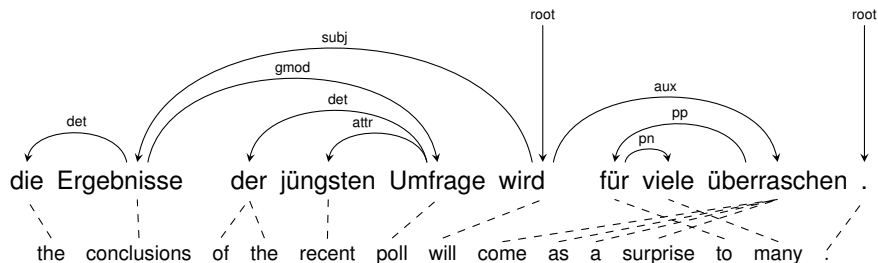 root root
subj
gmod
aux
det
det
pp
attr
pn
die Ergebnisse der jüngsten Umfrage wird für viele überraschen .
the conclusions of the recent poll will come as a surprise to many .